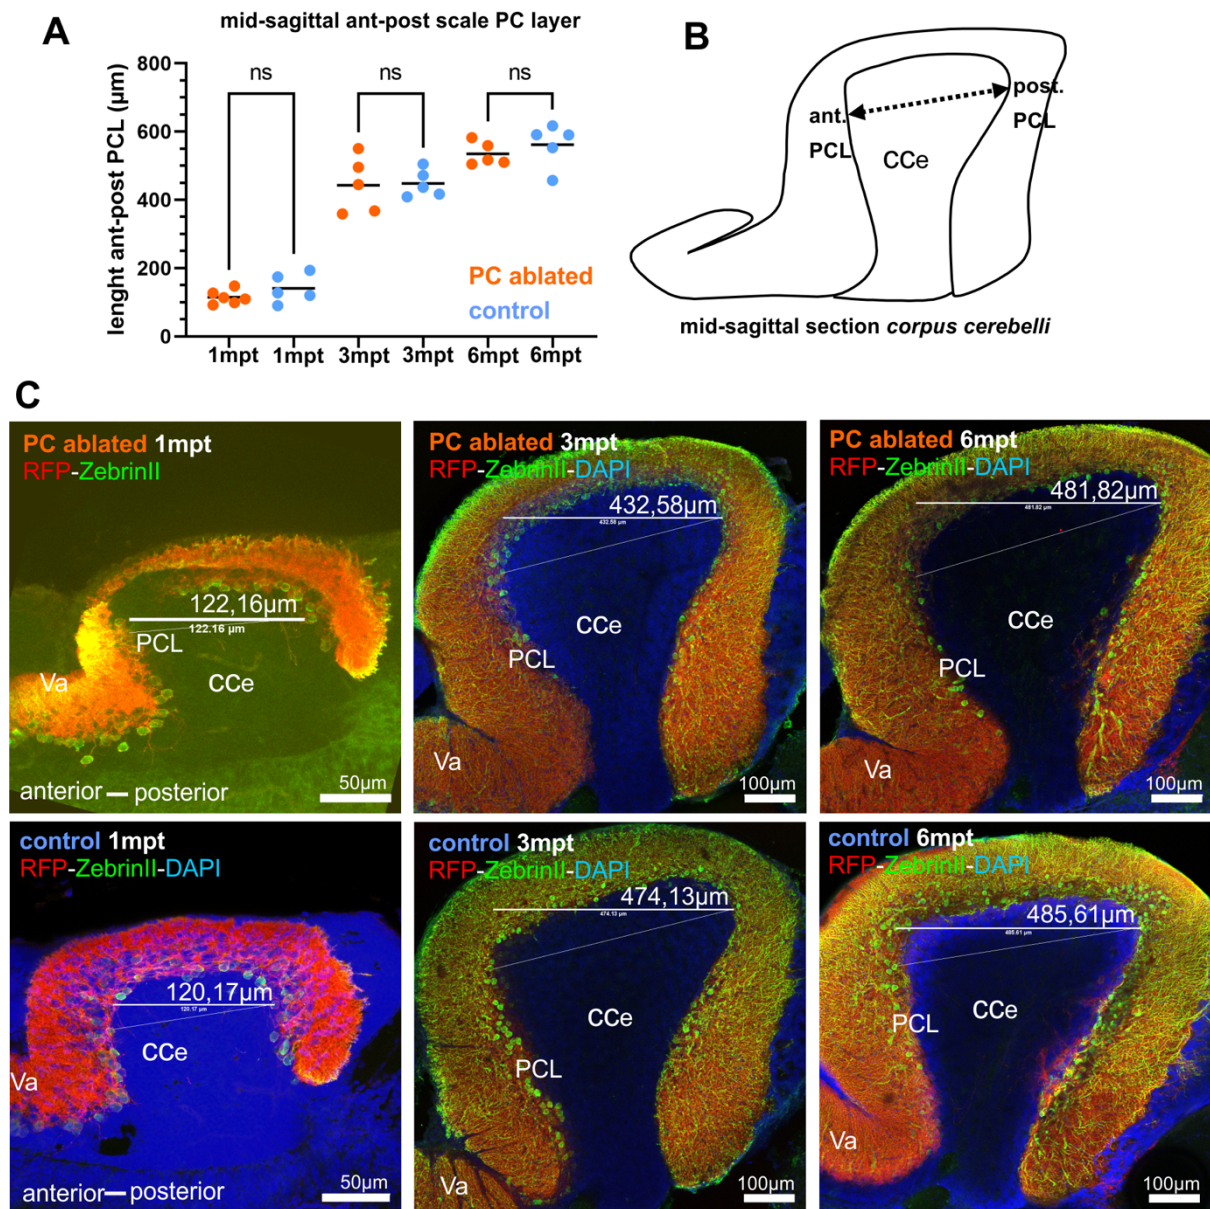 A
mid-sagittal ant-post scale PC layer
lenght ant-post PCL (µm)
800
600
400
200
0
ns
ns
ns
PC ablated
control
1mpt
1mpt
3mpt
3mpt
6mpt
6mpt
B
ant.
PCL
post.
PCL
CCe
mid-sagittal section corpus cerebelli
C
PC ablated 1mpt
RFP-ZebrinII
122,16µm
122.16 µm
PCL
CCe
Va
anterior posterior
50µm
PC ablated 3mpt
RFP-ZebrinII-DAPI
432,58µm
432.58 µm
CCe
PCL
Va
100µm
PC ablated 6mpt
RFP-ZebrinII-DAPI
481,82µm
481.82 µm
CCe
PCL
Va
100µm
control 1mpt
RFP-ZebrinII-DAPI
120,17µm
120.17 µm
CCe
Va
anterior posterior
50µm
control 3mpt
RFP-ZebrinII-DAPI
474,13µm
474.13 µm
CCe
PCL
Va
100µm
control 6mpt
RFP-ZebrinII-DAPI
485,61µm
485.61 µm
CCe
PCL
Va
100µm